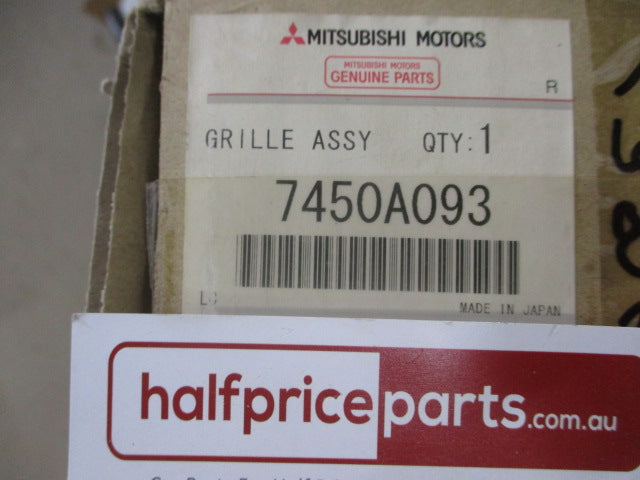 MITSUBISHI MOTORS
MITSUBISHI MOTORS
GENUINE PARTS
R
GRILLE ASSY QTY:1
7450A093
MADE IN JAPAN
halfpriceparts.com.au